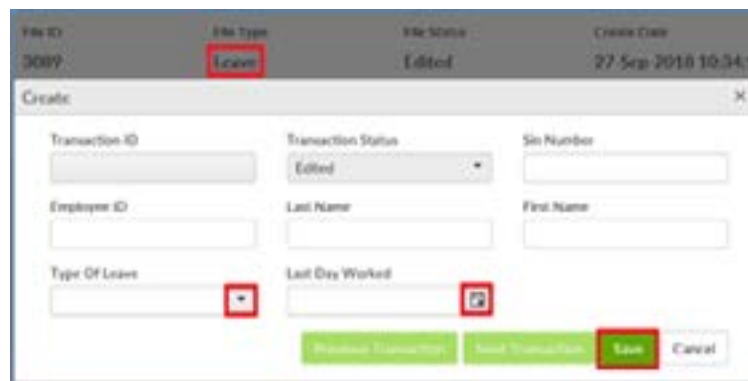 File ID File Type File Status Create Date
3089 Leave Edited 27 Sep 2018 10:34:
Create ×
Transaction ID Transaction Status Sin Number
Edited
Employee ID Last Name First Name
Type Of Leave Last Day Worked
Previous Transaction Next Transaction Save Cancel